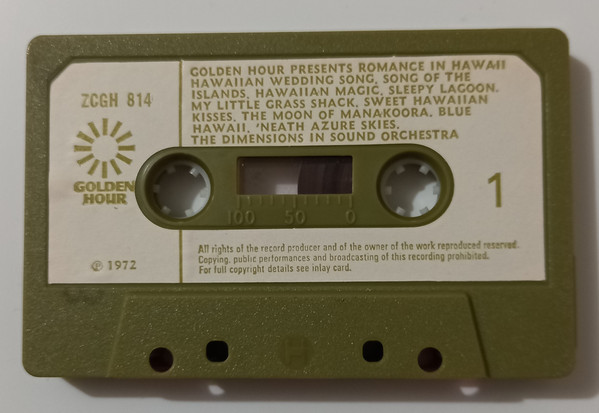 GOLDEN HOUR PRESENTS ROMANCE IN HAWAII
HAWAIIAN WEDDING SONG, SONG OF THE
ISLANDS, HAWAIIAN MAGIC, SLEEPY LAGOON.
MY LITTLE GRASS SHACK. SWEET HAWAIIAN
KISSES. THE MOON OF MANAKOORA. BLUE
HAWAII, 'NEATH AZURE SKIES.
THE DIMENSIONS IN SOUND ORCHESTRA
ZCGH 814
GOLDEN
HOUR
1
100 50 0
℗ 1972
All rights of the record producer and of the owner of the work reproduced reserved.
Copying, public performances and broadcasting of this recording prohibited.
For full copyright details see inlay card.